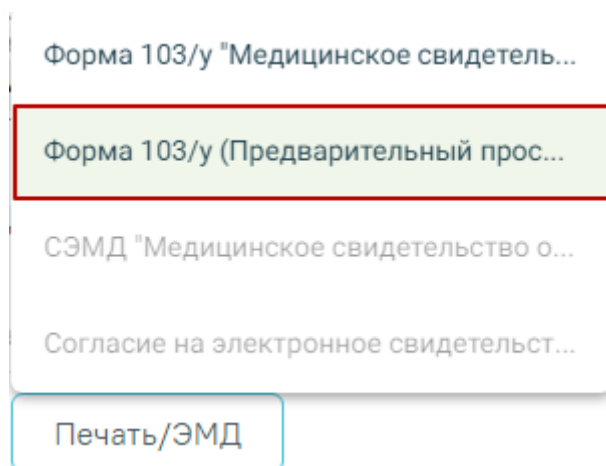 Форма 103/у "Медицинское свидетель...
Форма 103/у (Предварительный прос...
СЭМД "Медицинское свидетельство о...
Согласие на электронное свидетельст...
Печать/ЭМД